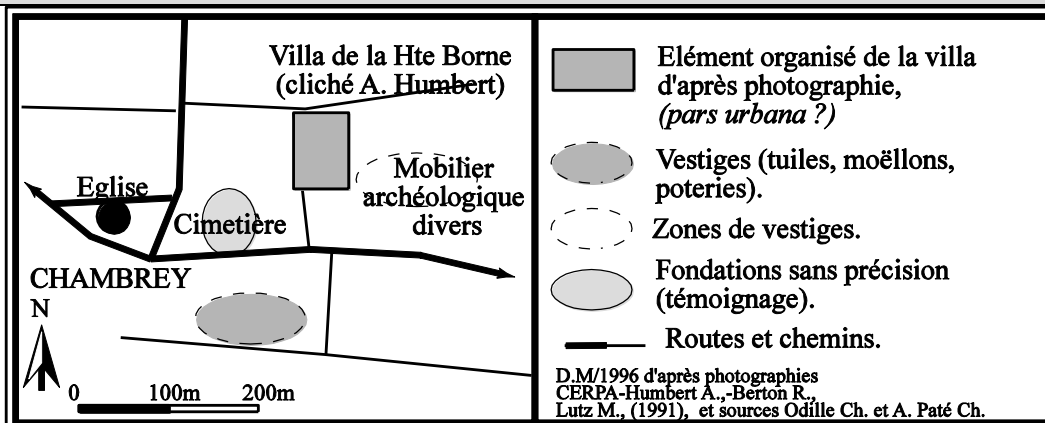 Villa de la Hte Borne
(cliché A. Humbert)
Eglise
Cimetière
Mobilier
archéologique
divers
CHAMBREY
N
0 100m 200m
Elément organisé de la villa
d'après photographie,
(pars urbana ?)
Vestiges (tuiles, moëllons,
poteries).
Zones de vestiges.
Fondations sans précision
(témoignage).
Routes et chemins.
D.M/1996 d'après photographies
CERPA-Humbert A.,-Berton R.,
Lutz M., (1991), et sources Odille Ch. et A. Paté Ch.